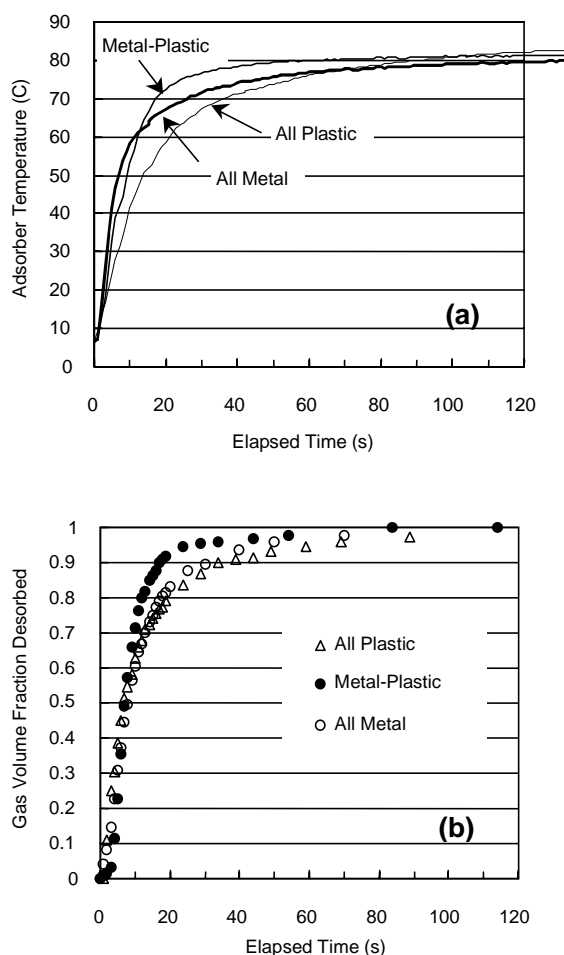 90
80
70
60
50
40
30
20
10
0
Adsorber Temperature (C)
Metal-Plastic
All Plastic
All Metal
(a)
0 20 40 60 80 100 120
Elapsed Time (s)
1
0.9
0.8
0.7
0.6
0.5
0.4
0.3
0.2
0.1
0
Gas Volume Fraction Desorbed
All Plastic
Metal-Plastic
All Metal
(b)
0 20 40 60 80 100 120
Elapsed Time (s)